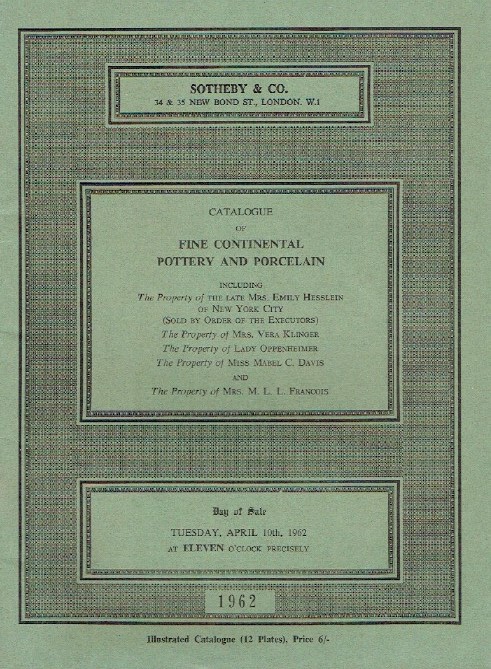 SOTHEBY & CO.
34 & 35 NEW BOND ST., LONDON. W.1
CATALOGUE
OF
FINE CONTINENTAL
POTTERY AND PORCELAIN
INCLUDING
The Property of THE LATE MRS. EMILY HESSLEIN
OF NEW YORK CITY
(SOLD BY ORDER OF THE EXECUTORS)
The Property of MRS. VERA KLINGER
The Property of LADY OPPENHEIMER
The Property of MISS MABEL C. DAVIS
AND
The Property of MRS. M. L. L. FRANCOIS
Day of Sale
TUESDAY, APRIL 10th, 1962
AT ELEVEN O'CLOCK PRECISELY
1962
Illustrated Catalogue (12 Plates), Price 6/-